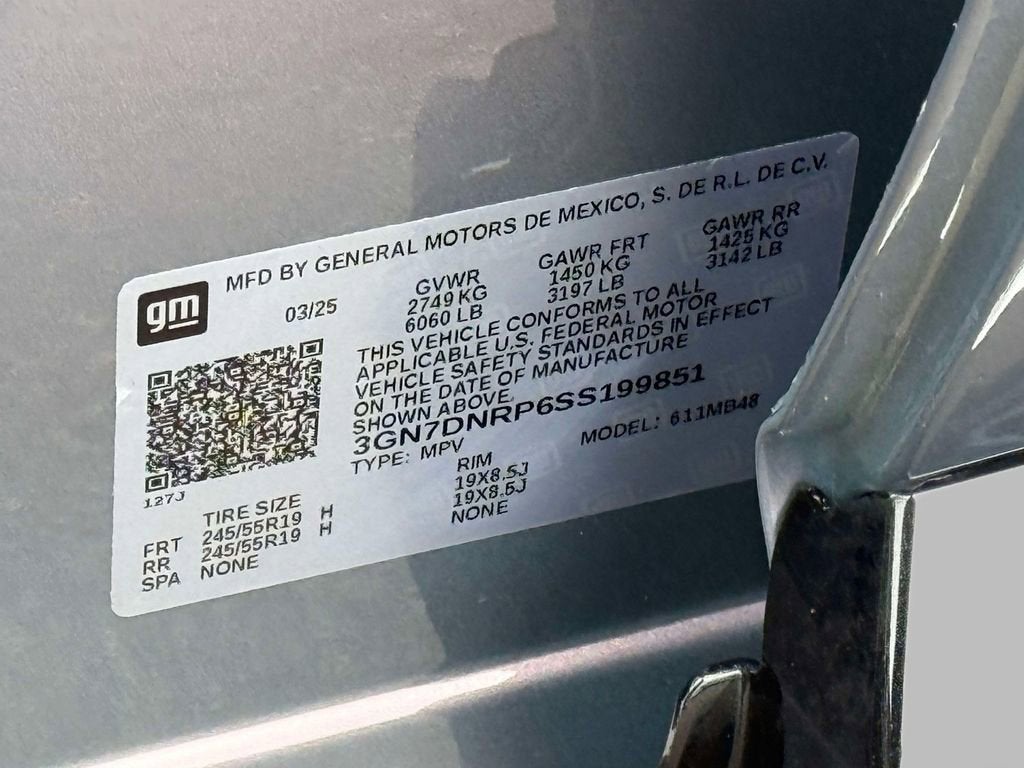 gm
MFD BY GENERAL MOTORS DE MEXICO, S. DE R.L. DE C.V.
03/25
GVWR GAWR FRT GAWR RR
2749 KG 1450 KG 1425 KG
6060 LB 3197 LB 3142 LB
THIS VEHICLE CONFORMS TO ALL
APPLICABLE U.S. FEDERAL MOTOR
VEHICLE SAFETY STANDARDS IN EFFECT
ON THE DATE OF MANUFACTURE
SHOWN ABOVE.
3GN7DNRP6SS199851
TYPE: MPV MODEL: 611MB48
127J
TIRE SIZE RIM
FRT 245/55R19 H 19X8.5J
RR 245/55R19 H 19X8.5J
SPA NONE NONE